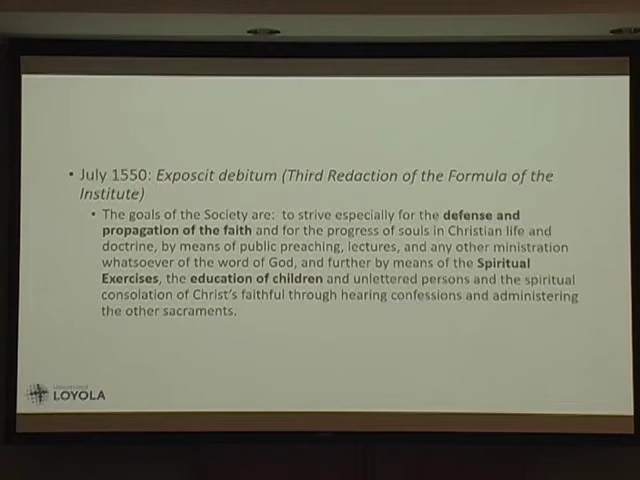 • July 1550: Exposcit debitum (Third Redaction of the Formula of the
Institute)
• The goals of the Society are: to strive especially for the defense and
propagation of the faith and for the progress of souls in Christian life and
doctrine, by means of public preaching, lectures, and any other ministration
whatsoever of the word of God, and further by means of the Spiritual
Exercises, the education of children and unlettered persons and the spiritual
consolation of Christ's faithful through hearing confessions and administering
the other sacraments.
LOYOLA